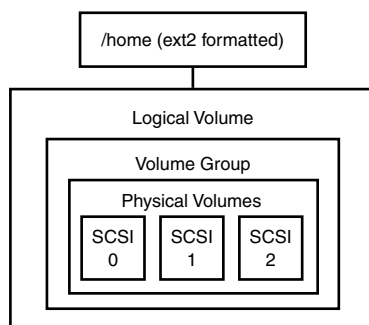 /home (ext2 formatted)
Logical Volume
Volume Group
Physical Volumes
SCSI
0
SCSI
1
SCSI
2